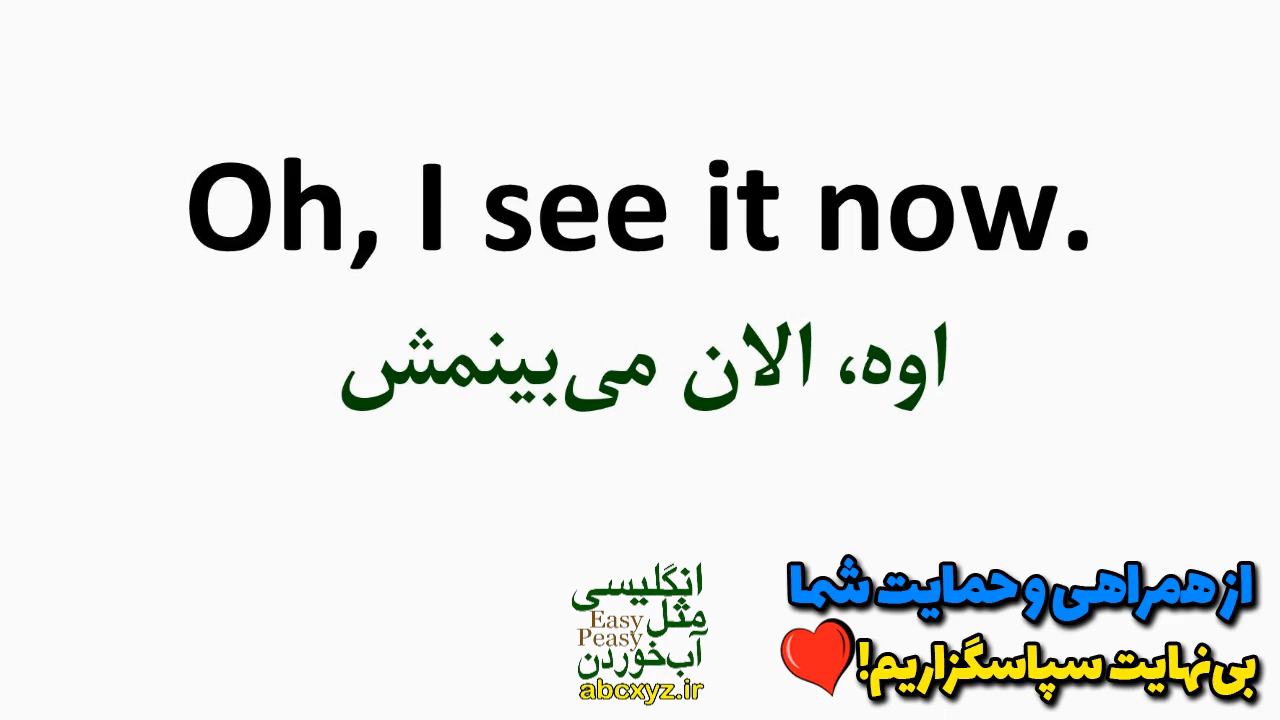 Oh, I see it now.
اوه، الان می‌بینمش
انگلیسی
مثل
Easy
Peasy
آب‌خوردن
abcxyz.ir
از همراهی و حمایت شما
بی‌نهایت سپاسگزاریم!